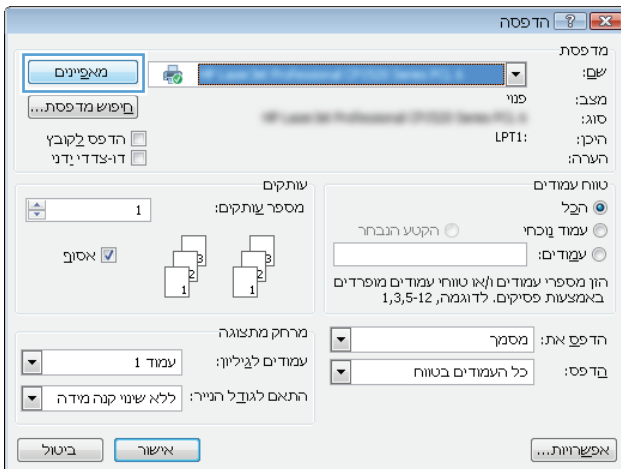 הדפסה
מדפסת
שם:
מאפיינים
מצב:
פנוי
חיפוש מדפסת...
סוג:
היכן:
LPT1:
הדפס לקובץ
הערה:
דו-צדדי ידני
טווח עמודים
הכל
עמוד נוכחי
הקטע הנבחר
עמודים:
הזן מספרי עמודים ו/או טווחי עמודים מופרדים
באמצעות פסיקים. לדוגמה, 1,3,5-12
עותקים
מספר עותקים:
1
אסוף
1
2
3
1
2
3
הדפס את:
מסמך
הדפס:
כל העמודים בטווח
מרחק מתצוגה
עמודים לגיליון:
עמוד 1
התאם לגודל הנייר:
ללא שינוי קנה מידה
אפשרויות...
אישור
ביטול